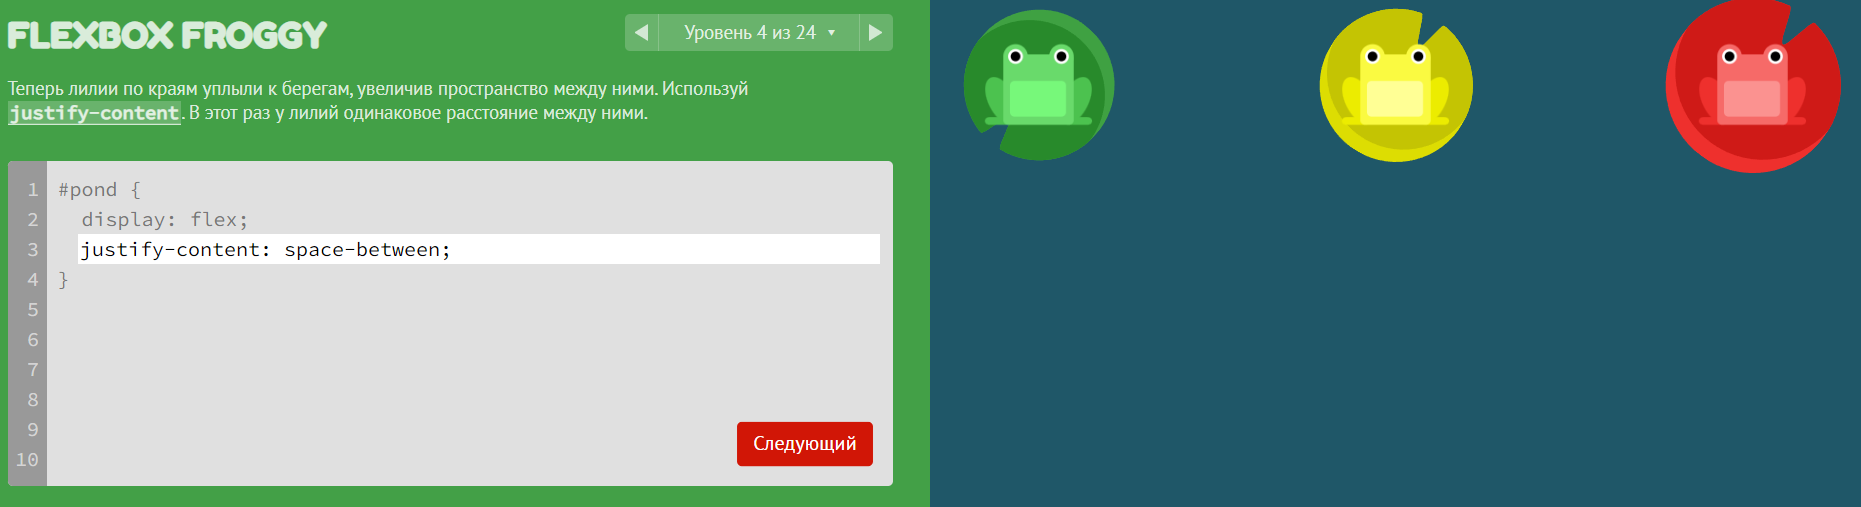 FLEXBOX FROGGY
Уровень 4 из 24 ▼
Теперь лилии по краям уплыли к берегам, увеличив пространство между ними. Используй
justify-content. В этот раз у лилий одинаковое расстояние между ними.
1 #pond {
2 display: flex;
3 justify-content: space-between;
4 }
5
6
7
8
9
10
Следующий